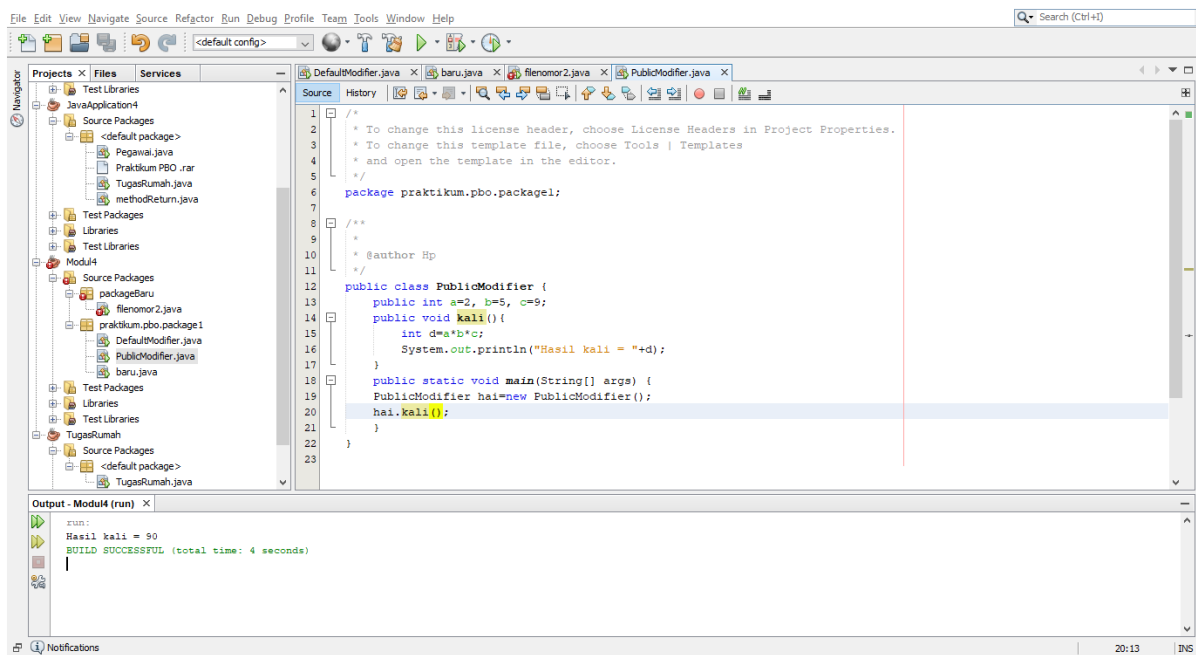 File Edit View Navigate Source Refactor Run Debug Profile Team Tools Window Help
Search (Ctrl+I)
<default config>
Navigator
Projects Files Services
Test Libraries
JavaApplication4
Source Packages
<default package>
Pegawai.java
Praktikum PBO .rar
TugasRumah.java
methodReturn.java
Test Packages
Libraries
Test Libraries
Modul4
Source Packages
packageBaru
filenomor2.java
praktikum.pbo.package1
DefaultModifier.java
PublicModifier.java
baru.java
Test Packages
Libraries
Test Libraries
TugasRumah
Source Packages
<default package>
TugasRumah.java
DefaultModifier.java baru.java filenomor2.java PublicModifier.java
Source History
1 /*
2 * To change this license header, choose License Headers in Project Properties.
3 * To change this template file, choose Tools | Templates
4 * and open the template in the editor.
5 */
6 package praktikum.pbo.package1;
7
8 /**
9 *
10 * @author Hp
11 */
12 public class PublicModifier {
13 public int a=2, b=5, c=9;
14 public void kali(){
15 int d=a*b*c;
16 System.out.println("Hasil kali = "+d);
17 }
18 public static void main(String[] args) {
19 PublicModifier hai=new PublicModifier();
20 hai.kali();
21 }
22 }
23
Output - Modul4 (run)
run:
Hasil kali = 90
BUILD SUCCESSFUL (total time: 4 seconds)
Notifications
20:13 INS